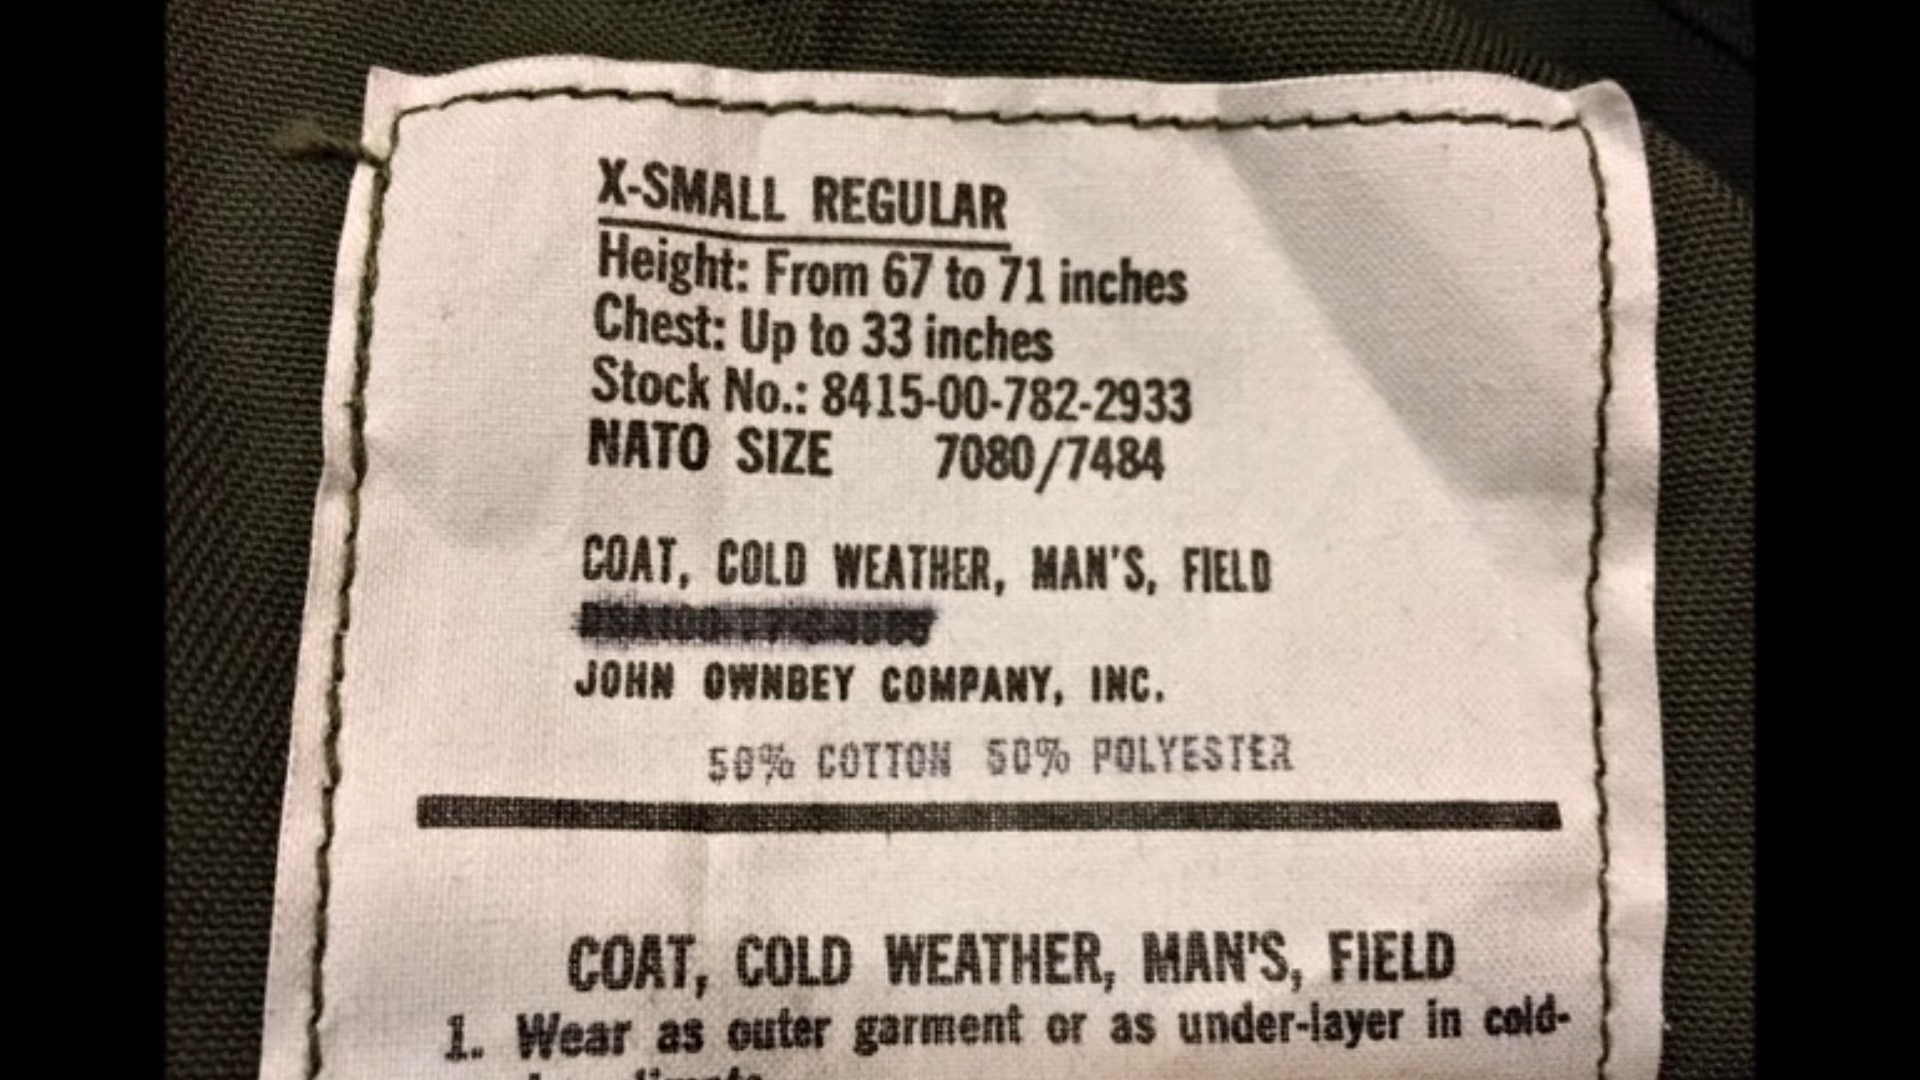 X-SMALL REGULAR
Height: From 67 to 71 inches
Chest: Up to 33 inches
Stock No.: 8415-00-782-2933
NATO SIZE 7080/7484
COAT, COLD WEATHER, MAN'S, FIELD
JOHN OWNBEY COMPANY, INC.
50% COTTON 50% POLYESTER
COAT, COLD WEATHER, MAN'S, FIELD
1. Wear as outer garment or as under-layer in cold-